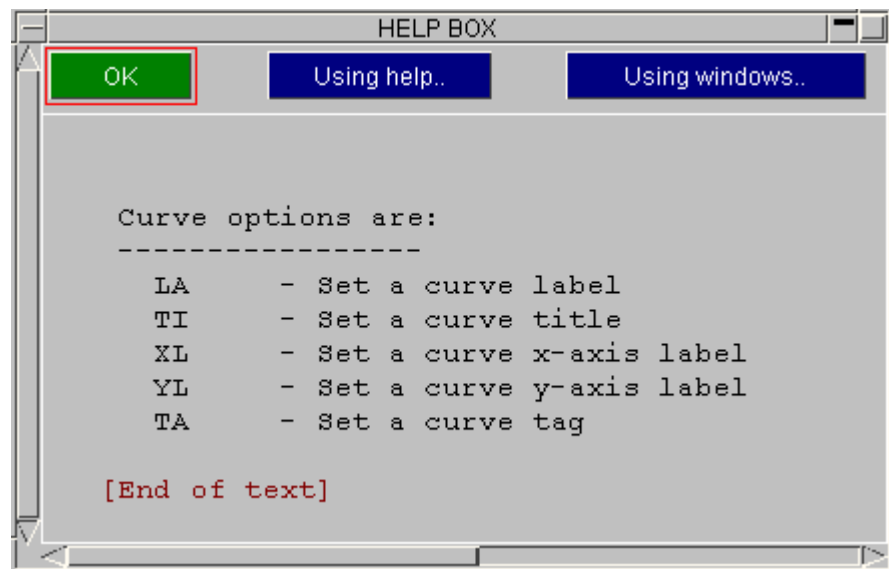 HELP BOX
OK Using help.. Using windows..
Curve options are:
-----------------
LA - Set a curve label
TI - Set a curve title
XL - Set a curve x-axis label
YL - Set a curve y-axis label
TA - Set a curve tag
[End of text]